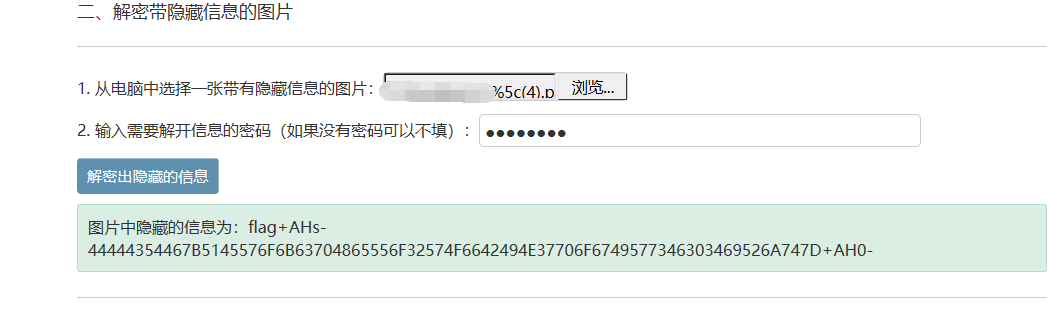 二、解密带隐藏信息的图片
1. 从电脑中选择一张带有隐藏信息的图片： %5c(4).p 浏览...
2. 输入需要解开信息的密码（如果没有密码可以不填）： ●●●●●●●●
解密出隐藏的信息
图片中隐藏的信息为：flag+AHs-
44444354467B5145576F6B63704865556F32574F6642494E37706F6749577346303469526A747D+AH0-